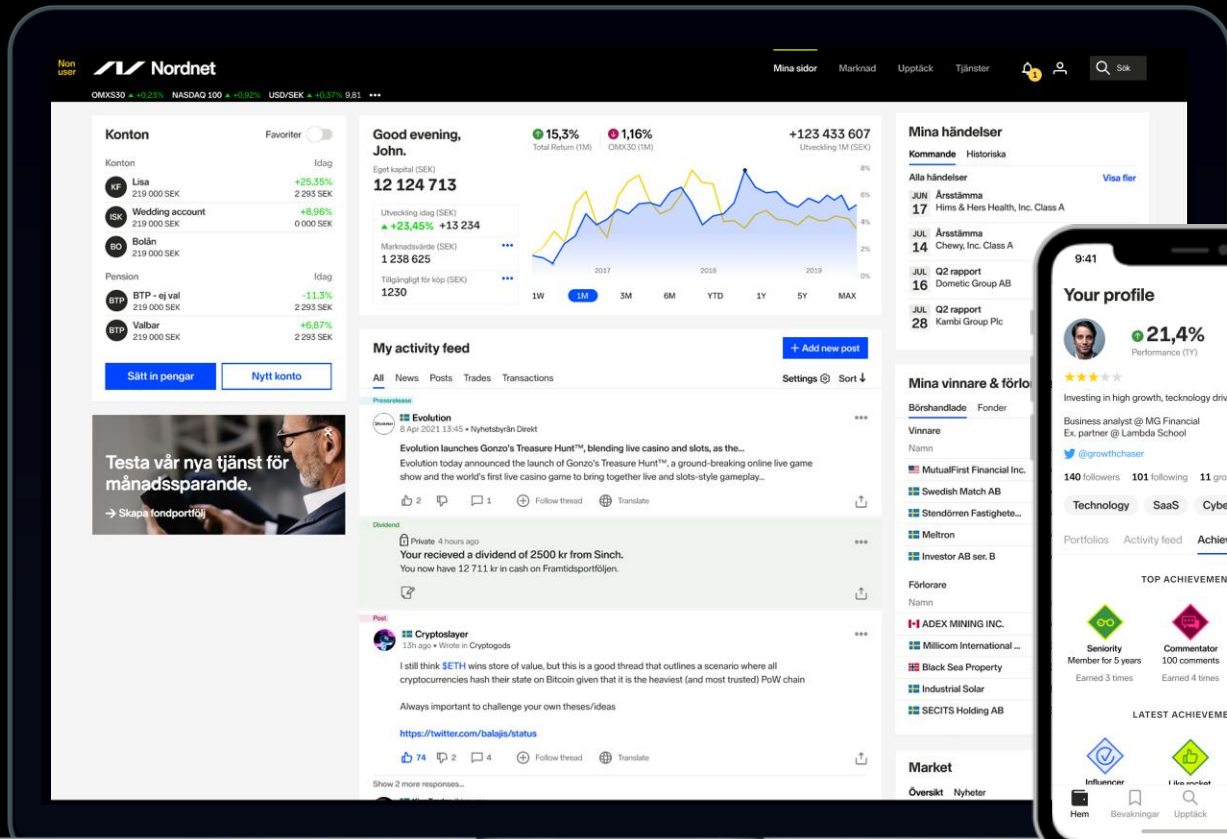 Non
user
Nordnet
Mina sidor Marknad Upptäck Tjänster 1 Sök
OMXS30 ▲ +0,23% NASDAQ 100 ▲ +0,92% USD/SEK ▲ +0,37% 9,81 •••
Konton Favoriter
Konton Idag
KF Lisa +25,35%
219 000 SEK 2 293 SEK
ISK Wedding account +8,96%
219 000 SEK 0 000 SEK
BO Bolån
219 000 SEK
Pension Idag
BTP BTP - ej val -11,3%
219 000 SEK 2 293 SEK
BTP Valbar +6,87%
219 000 SEK 2 293 SEK
Sätt in pengar Nytt konto
Testa vår nya tjänst för
månadssparande.
→ Skapa fondportfölj
Good evening,
John.
15,3% 1,16% +123 433 607
Total Return (1M) OMX30 (1M) Utveckling 1M (SEK)
Eget kapital (SEK)
12 124 713
Utveckling idag (SEK)
▲ +23,45% +13 234
Marknadsvärde (SEK) •••
1 238 625
Tillgängligt för köp (SEK) •••
1230
8%
6%
4%
2%
0%
2017 2018 2019
1W 1M 3M 6M YTD 1Y 5Y MAX
My activity feed + Add new post
All News Posts Trades Transactions Settings Sort ↓
Pressrelease
Evolution
8 Apr 2021 13:45 • Nyhetsbyrån Direkt
Evolution launches Gonzo's Treasure Hunt™, blending live casino and slots, as the...
Evolution today announced the launch of Gonzo's Treasure Hunt™, a ground-breaking online live game
show and the world's first live casino game to bring together live and slots-style gameplay...
2 1 Follow thread Translate
Dividend
Private 4 hours ago
Your recieved a dividend of 2500 kr from Sinch.
You now have 12 711 kr in cash on Framtidsportföljen.
Post
Cryptoslayer
13h ago • Wrote in Cryptogods
I still think $ETH wins store of value, but this is a good thread that outlines a scenario where all
cryptocurrencies hash their state on Bitcoin given that it is the heaviest (and most trusted) PoW chain
Always important to challenge your own theses/ideas
https://twitter.com/balajis/status
74 2 4 Follow thread Translate
Show 2 more responses...
Mina händelser
Kommande Historiska
Alla händelser Visa fler
JUN Årsstämma
17 Hims & Hers Health, Inc. Class A
JUL Årsstämma
14 Chewy, Inc. Class A
JUL Q2 rapport
16 Dometic Group AB
JUL Q2 rapport
28 Kambi Group Plc
Mina vinnare & förlo
Börshandlade Fonder
Vinnare
Namn
MutualFirst Financial Inc.
Swedish Match AB
Stendörren Fastighete...
Meltron
Investor AB ser. B
Förlorare
Namn
ADEX MINING INC.
Millicom International ...
Black Sea Property
Industrial Solar
SECITS Holding AB
Market
Översikt Nyheter
9:41
Your profile
21,4%
Performance (1Y)
Investing in high growth, tecknology driv
Business analyst @ MG Financial
Ex. partner @ Lambda School
@growthchaser
140 followers 101 following 11 gro
Technology SaaS Cybe
Portfolios Activity feed Achiev
TOP ACHIEVEMEN
Seniority Commentator
Member for 5 years 100 comments
Earned 3 times Earned 4 times
LATEST ACHIEVEME
Influencer Like rocket
Hem Bevakningar Upptäck